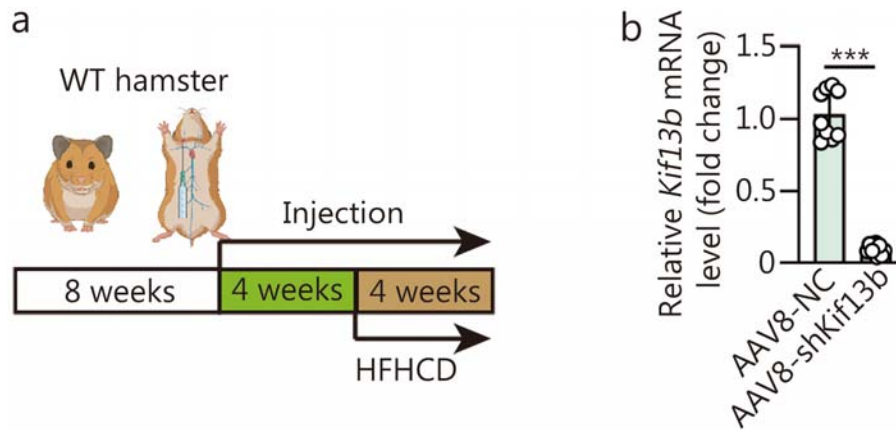 a
WT hamster
Injection
8 weeks
4 weeks
4 weeks
HFHCD
b
Relative Kif13b mRNA
level (fold change)
1.5
1.0
0.5
0
***
AAV8-NC
AAV8-shKif13b